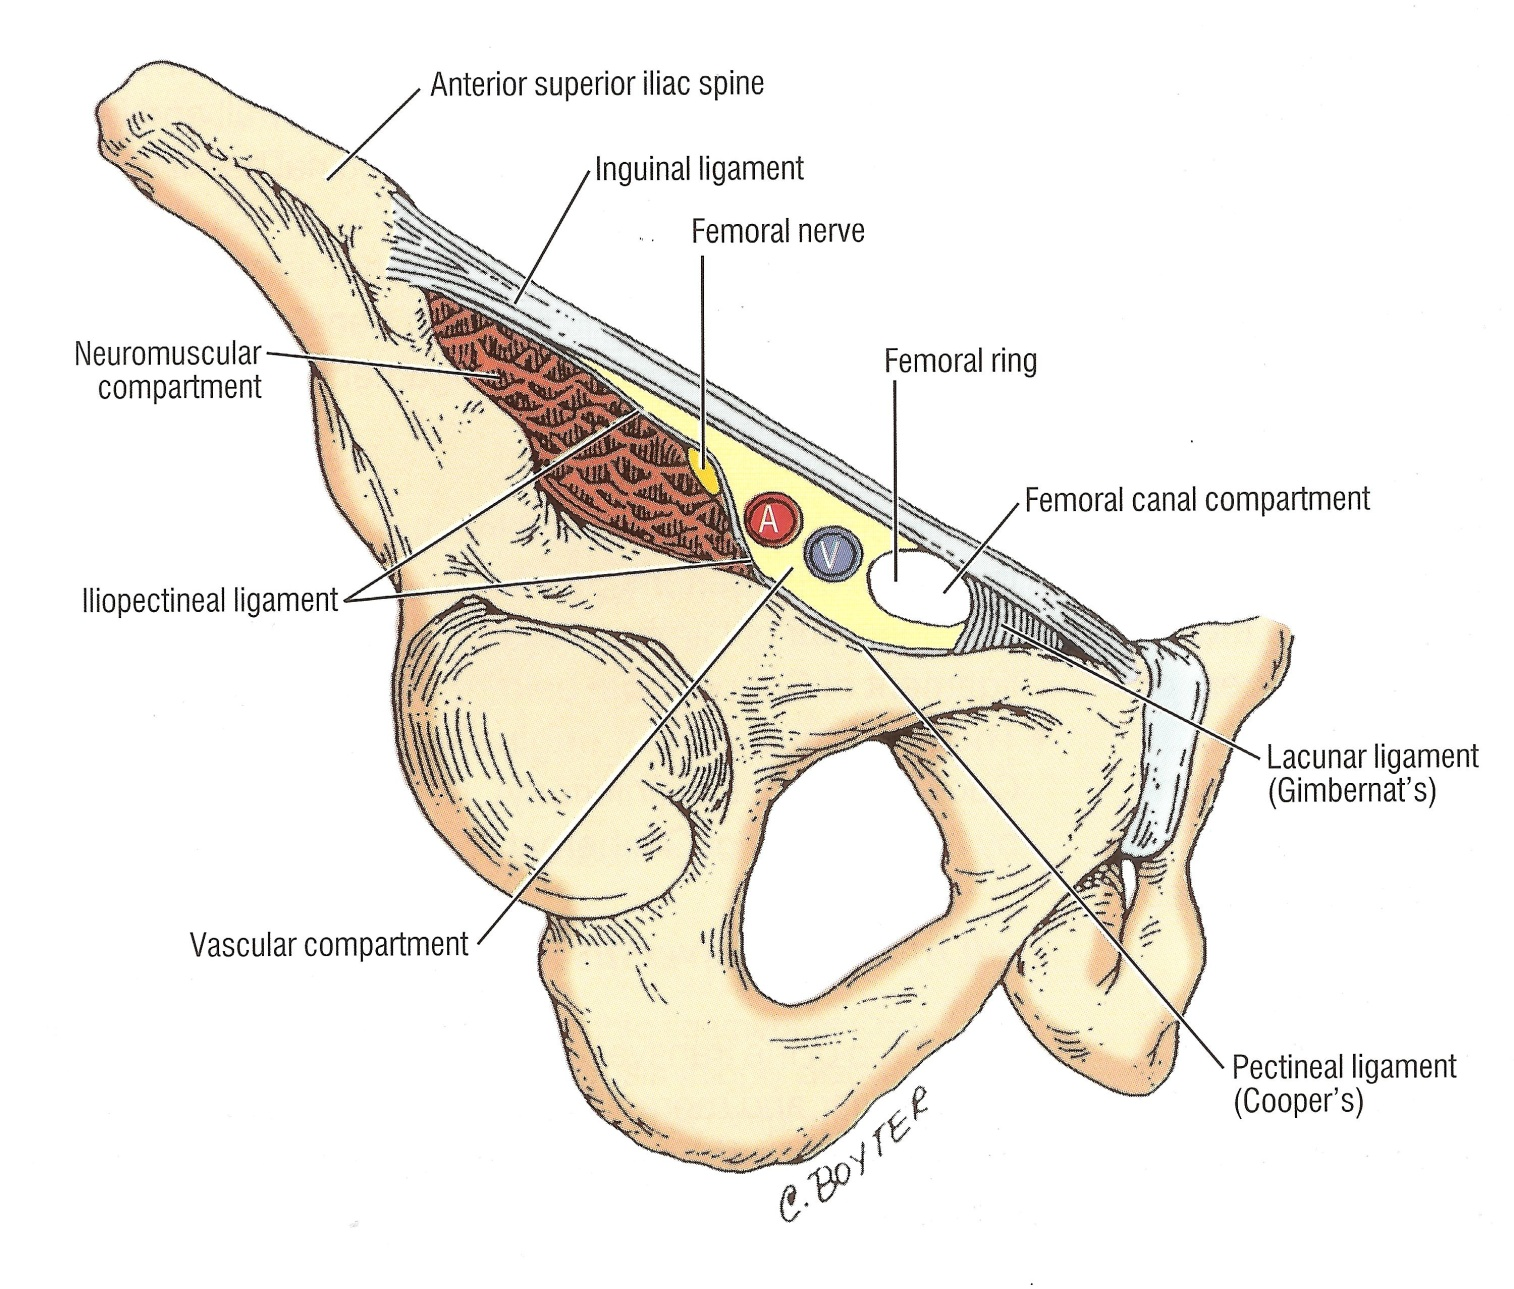 Anterior superior iliac spine
Inguinal ligament
Femoral nerve
Neuromuscular
compartment
Femoral ring
Femoral canal compartment
A
V
Iliopectineal ligament
Lacunar ligament
(Gimbernat's)
Vascular compartment
Pectineal ligament
(Cooper's)
C. BOYTER